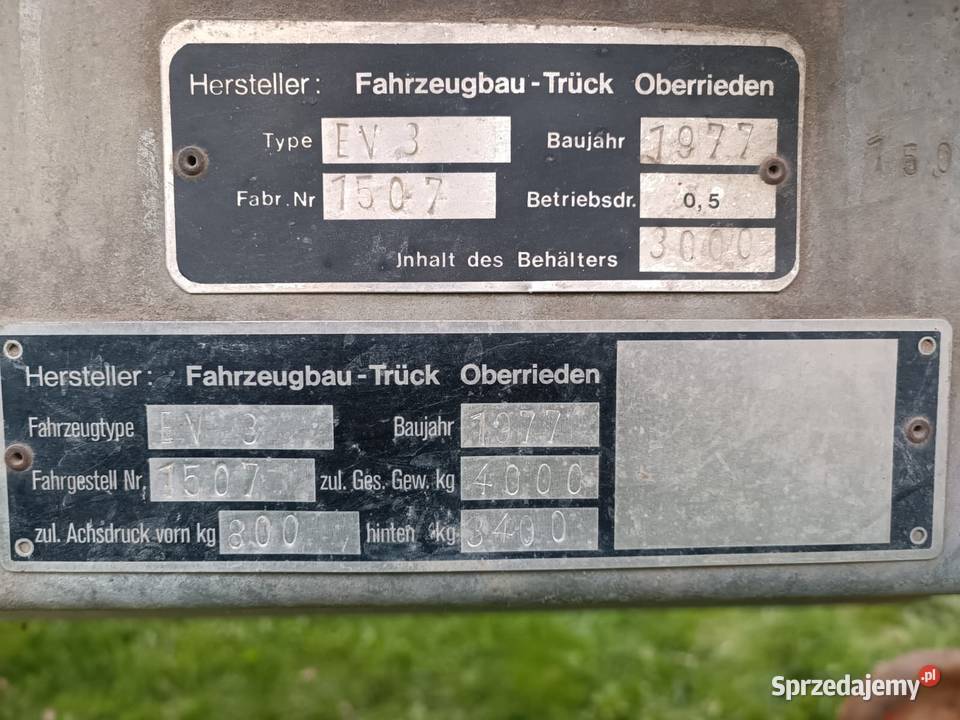 Hersteller: Fahrzeugbau-Trück Oberrieden
Type EV 3 Baujahr 1977
150
Fabr. Nr 1507 Betriebsdr. 0,5
Inhalt des Behälters 3000
Hersteller: Fahrzeugbau-Trück Oberrieden
Fahrzeugtype EV 3 Baujahr 1977
Fahrgestell Nr. 1507 zul. Ges. Gew. kg 4000
zul. Achsdruck vorn kg 800 hinten kg 3400
Sprzedajemy.pl